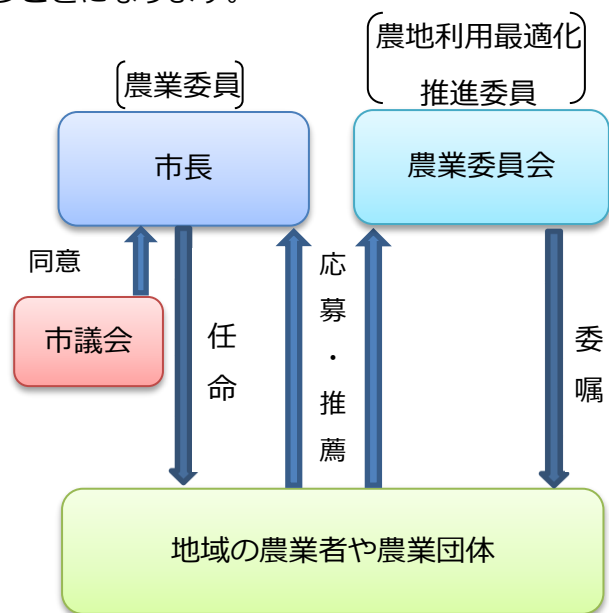 うことになります。
農業委員
農地利用最適化
推進委員
市長
農業委員会
同意
市議会
任命
応募・推薦
委嘱
地域の農業者や農業団体